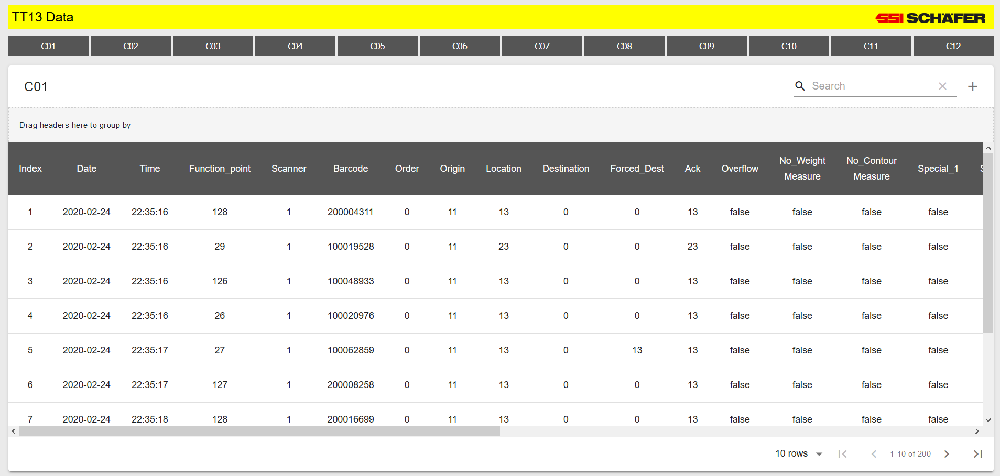 TT13 Data
SSI SCHÄFER
C01 C02 C03 C04 C05 C06 C07 C08 C09 C10 C11 C12
C01
Search
Drag headers here to group by
Index Date Time Function_point Scanner Barcode Order Origin Location Destination Forced_Dest Ack Overflow No_Weight Measure No_Contour Measure Special_1
1 2020-02-24 22:35:16 128 1 200004311 0 11 13 0 0 13 false false false false
2 2020-02-24 22:35:16 29 1 100019528 0 11 23 0 0 23 false false false false
3 2020-02-24 22:35:16 126 1 100048933 0 11 13 0 0 13 false false false false
4 2020-02-24 22:35:16 26 1 100020976 0 11 13 0 0 13 false false false false
5 2020-02-24 22:35:17 27 1 100062859 0 11 13 0 13 13 false false false false
6 2020-02-24 22:35:17 127 1 200008258 0 11 13 0 0 13 false false false false
7 2020-02-24 22:35:18 128 1 200016699 0 11 13 0 0 13 false false false false
10 rows 1-10 of 200